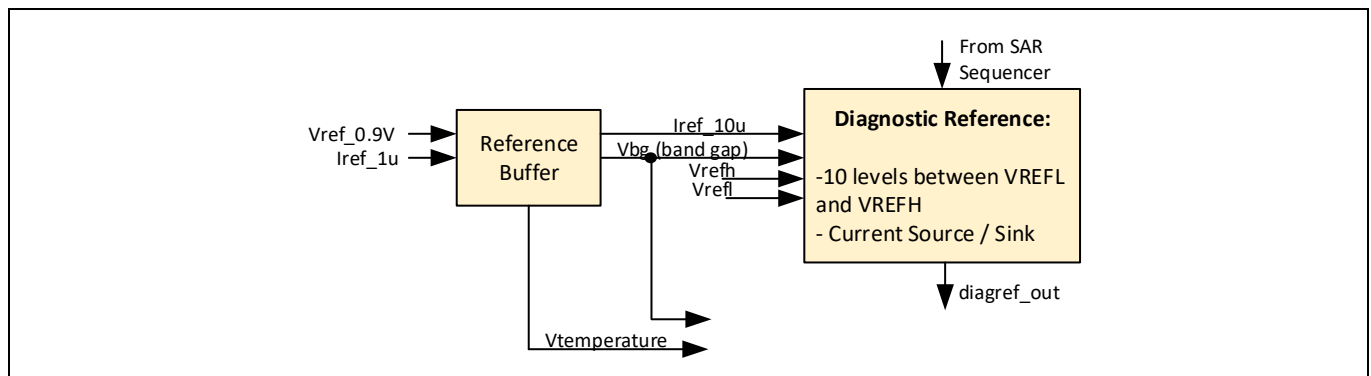 From SAR
Sequencer
Vref_0.9V
Iref_1u
Reference
Buffer
Iref_10u
Vbg (band gap)
Vrefh
Vrefl
Diagnostic Reference:
-10 levels between VREFL
and VREFH
- Current Source / Sink
diagref_out
Vtemperature